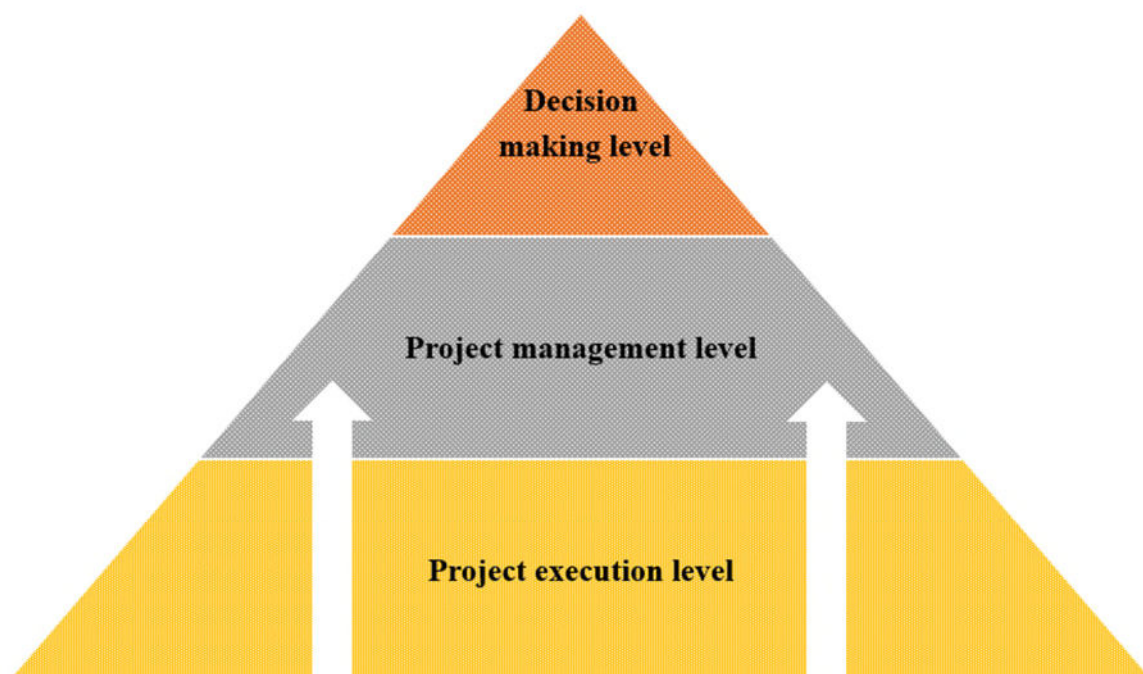 Decision
making level
Project management level
Project execution level